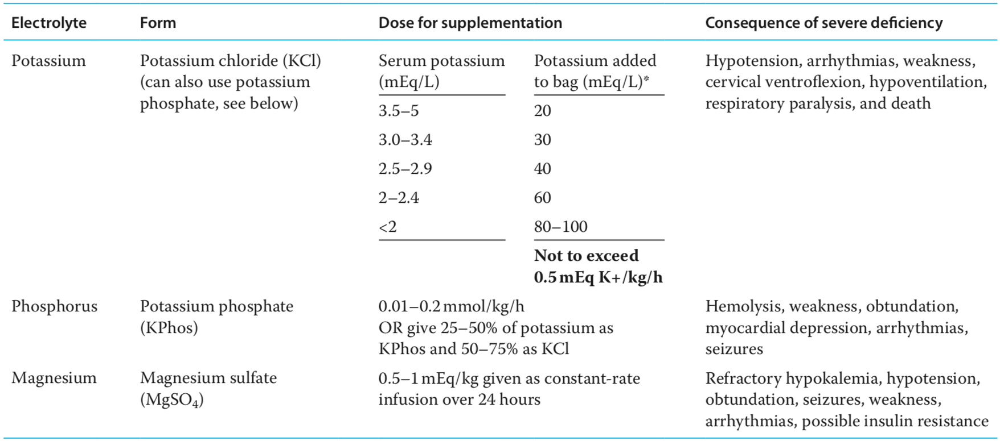 Electrolyte Form Dose for supplementation Consequence of severe deficiency
Potassium Potassium chloride (KCl) Serum potassium Potassium added Hypotension, arrhythmias, weakness,
(can also use potassium (mEq/L) to bag (mEq/L)* cervical ventroflexion, hypoventilation,
phosphate, see below) respiratory paralysis, and death
3.5–5 20
3.0–3.4 30
2.5–2.9 40
2–2.4 60
<2 80–100
Not to exceed
0.5 mEq K+/kg/h
Phosphorus Potassium phosphate 0.01–0.2 mmol/kg/h Hemolysis, weakness, obtundation,
(KPhos) OR give 25–50% of potassium as myocardial depression, arrhythmias,
KPhos and 50–75% as KCl seizures
Magnesium Magnesium sulfate 0.5–1 mEq/kg given as constant-rate Refractory hypokalemia, hypotension,
(MgSO₄) infusion over 24 hours obtundation, seizures, weakness,
arrhythmias, possible insulin resistance